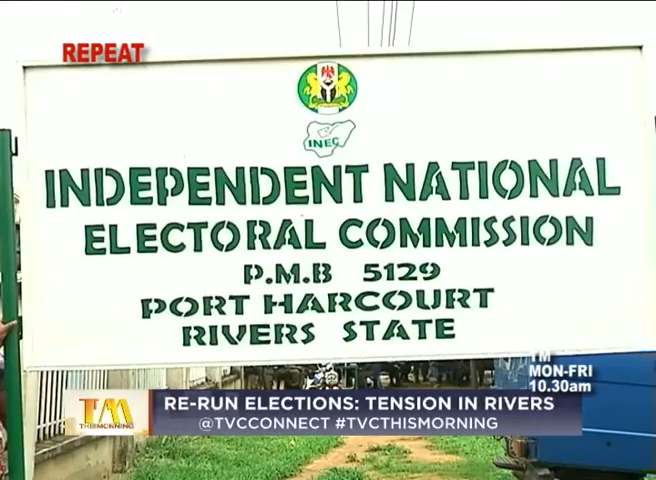 REPEAT
INEC
INDEPENDENT NATIONAL
ELECTORAL COMMISSION
P.M.B 5129
PORT HARCOURT
RIVERS STATE
TM
MON-FRI
10.30am
TM
THISMORNING
RE-RUN ELECTIONS: TENSION IN RIVERS
@TVCCONNECT #TVCTHISMORNING